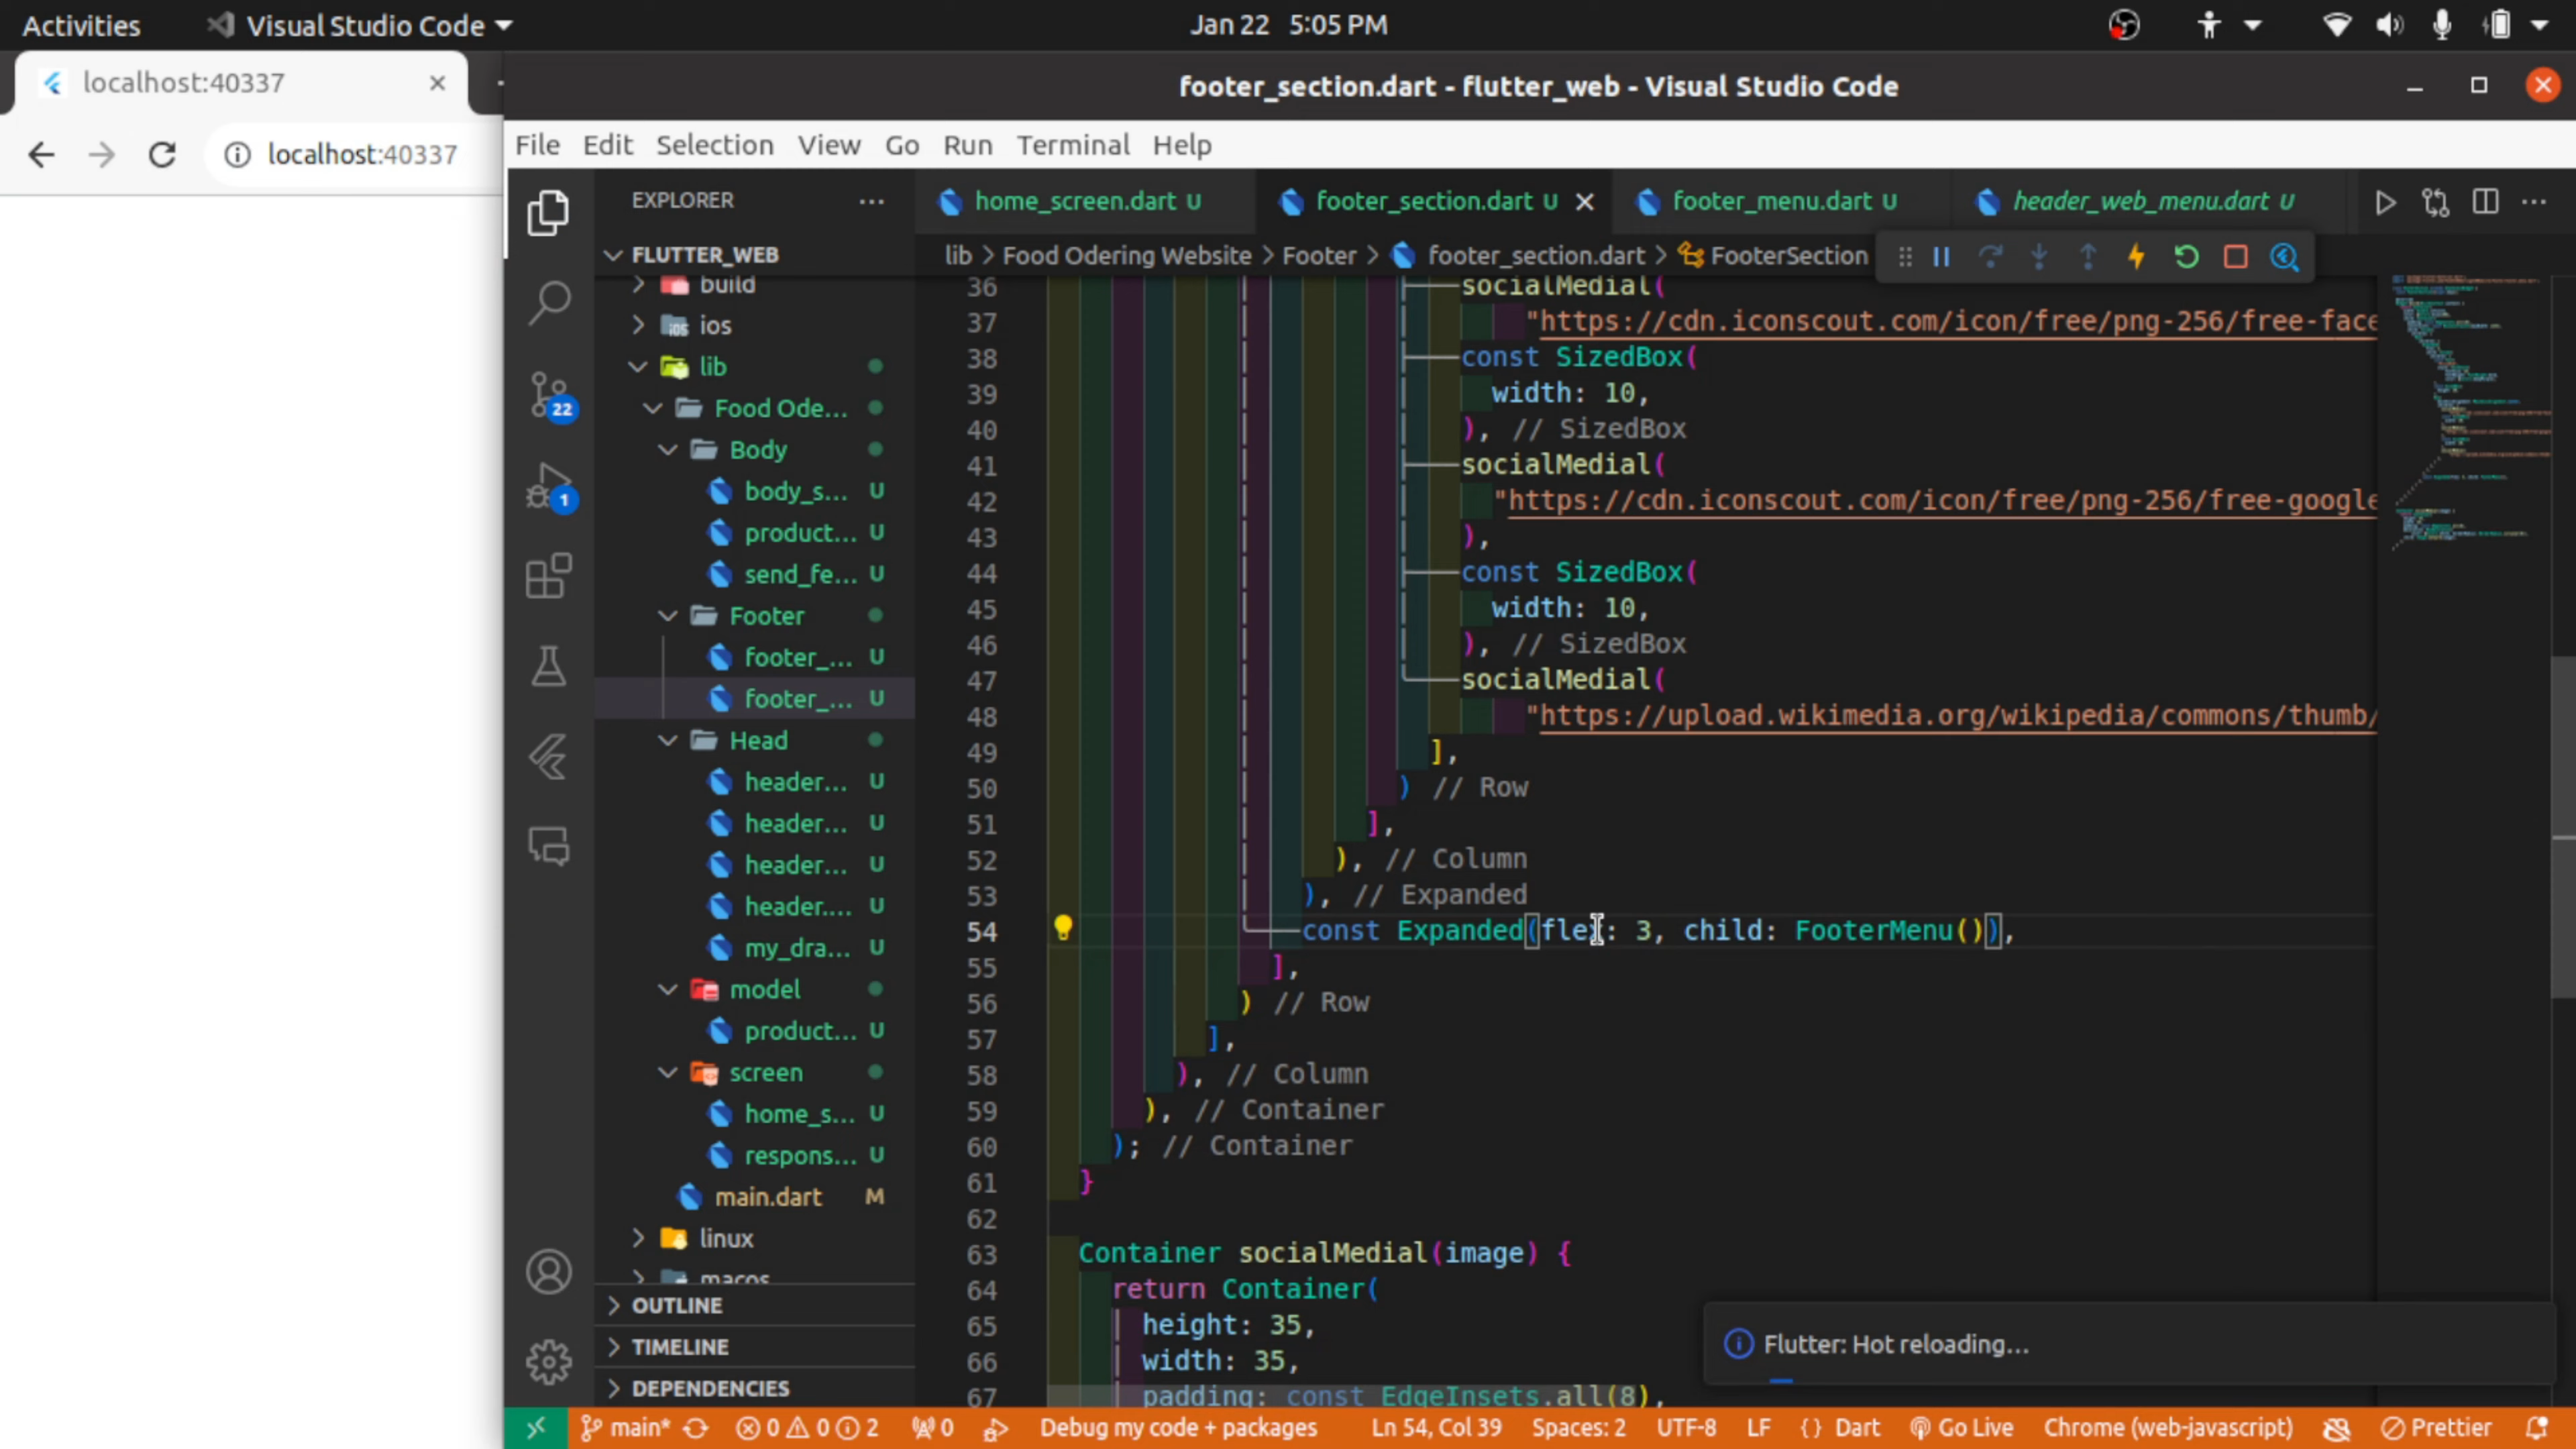 Activities
Visual Studio Code
Jan 22 5:05 PM
localhost:40337
localhost:40337
footer_section.dart - flutter_web - Visual Studio Code
File Edit Selection View Go Run Terminal Help
EXPLORER
home_screen.dart U
footer_section.dart U
footer_menu.dart U
header_web_menu.dart U
FLUTTER_WEB
lib > Food Odering Website > Footer > footer_section.dart > FooterSection
build
ios
lib
Food Ode...
Body
body_s... U
product... U
send_fe... U
Footer
footer_... U
footer_... U
Head
header... U
header... U
header... U
header.... U
my_dra... U
model
product... U
screen
home_s... U
respons... U
main.dart M
linux
macos
OUTLINE
TIMELINE
DEPENDENCIES
22
1
36 socialMedial(
37 "https://cdn.iconscout.com/icon/free/png-256/free-face
38 const SizedBox(
39 width: 10,
40 ), // SizedBox
41 socialMedial(
42 "https://cdn.iconscout.com/icon/free/png-256/free-google
43 ),
44 const SizedBox(
45 width: 10,
46 ), // SizedBox
47 socialMedial(
48 "https://upload.wikimedia.org/wikipedia/commons/thumb/
49 ],
50 ) // Row
51 ],
52 ), // Column
53 ), // Expanded
54 const Expanded(flex: 3, child: FooterMenu()),
55 ],
56 ) // Row
57 ],
58 ), // Column
59 ), // Container
60 ); // Container
61 }
62
63 Container socialMedial(image) {
64 return Container(
65 height: 35,
66 width: 35,
67 padding: const EdgeInsets.all(8),
Flutter: Hot reloading...
main* 0 0 2 0 Debug my code + packages Ln 54, Col 39 Spaces: 2 UTF-8 LF {} Dart Go Live Chrome (web-javascript) Prettier